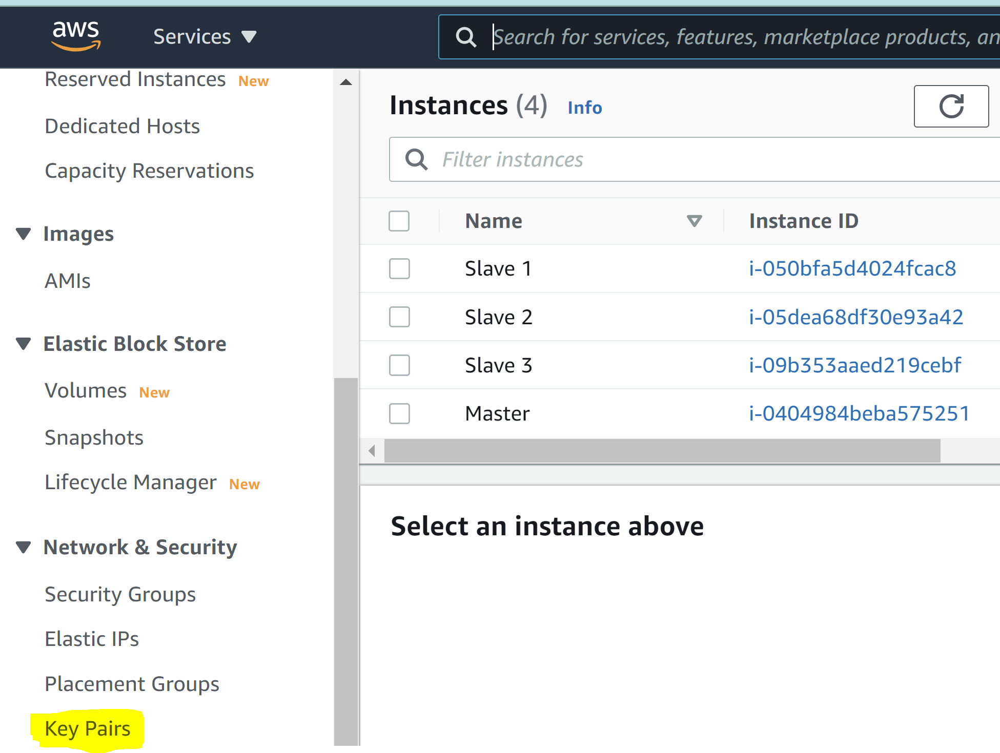 aws Services Search for services, features, marketplace products, an
Reserved Instances New
Dedicated Hosts
Capacity Reservations
Images
AMIs
Elastic Block Store
Volumes New
Snapshots
Lifecycle Manager New
Network & Security
Security Groups
Elastic IPs
Placement Groups
Key Pairs
Instances (4) Info
Filter instances
Name Instance ID
Slave 1 i-050bfa5d4024fcac8
Slave 2 i-05dea68df30e93a42
Slave 3 i-09b353aaed219cebf
Master i-0404984beba575251
Select an instance above